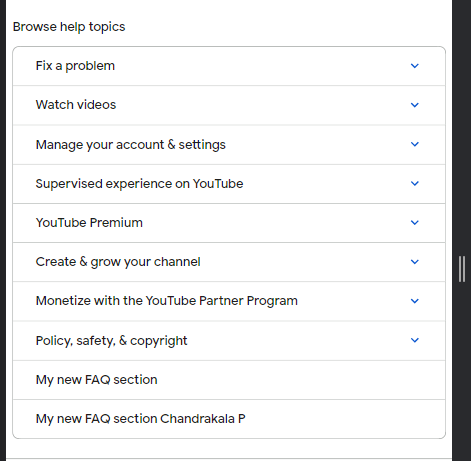 Browse help topics
Fix a problem
Watch videos
Manage your account & settings
Supervised experience on YouTube
YouTube Premium
Create & grow your channel
Monetize with the YouTube Partner Program
Policy, safety, & copyright
My new FAQ section
My new FAQ section Chandrakala P